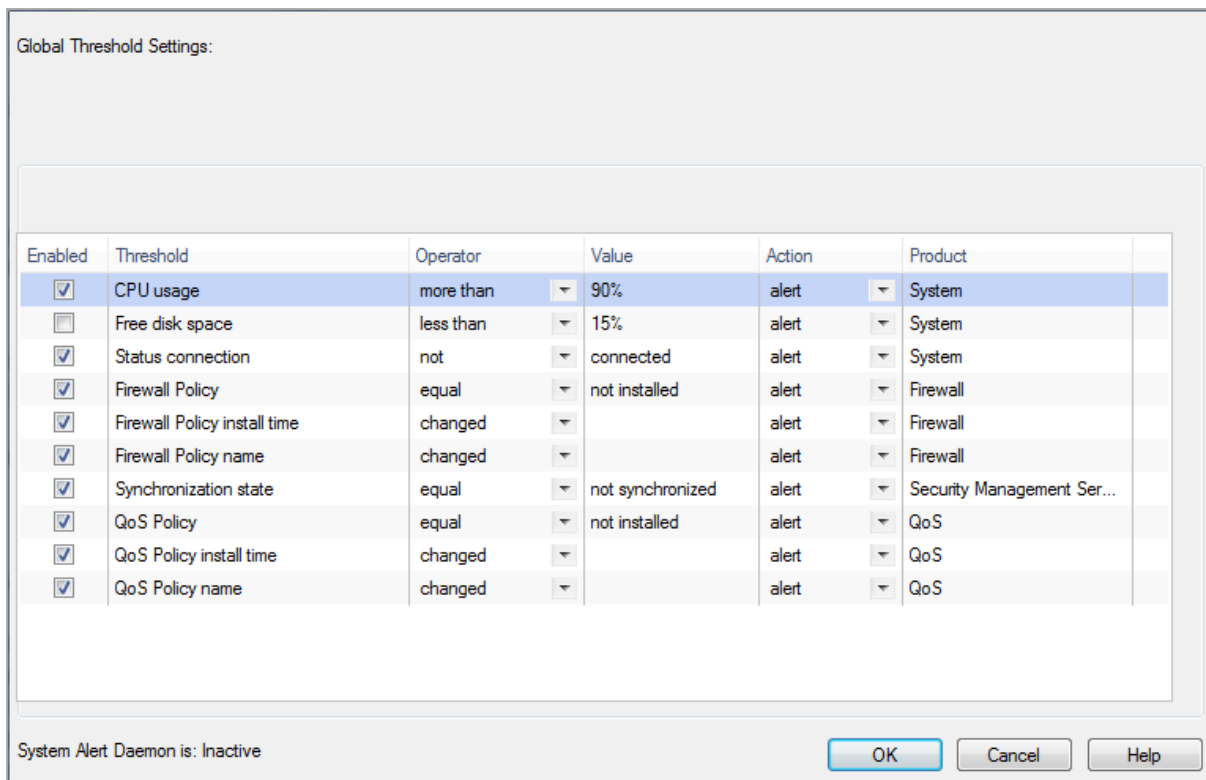 Global Threshold Settings:
Enabled Threshold Operator Value Action Product
CPU usage more than 90% alert System
Free disk space less than 15% alert System
Status connection not connected alert System
Firewall Policy equal not installed alert Firewall
Firewall Policy install time changed alert Firewall
Firewall Policy name changed alert Firewall
Synchronization state equal not synchronized alert Security Management Ser...
QoS Policy equal not installed alert QoS
QoS Policy install time changed alert QoS
QoS Policy name changed alert QoS
System Alert Daemon is: Inactive OK Cancel Help